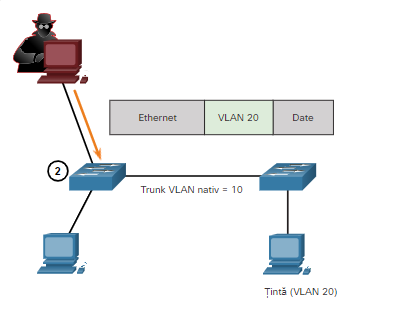 Ethernet VLAN 20 Date
2
Trunk VLAN nativ = 10
Țintă (VLAN 20)